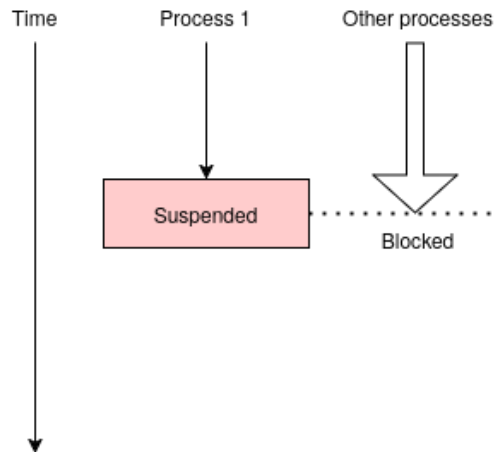 Time
Process 1
Other processes
Suspended
Blocked